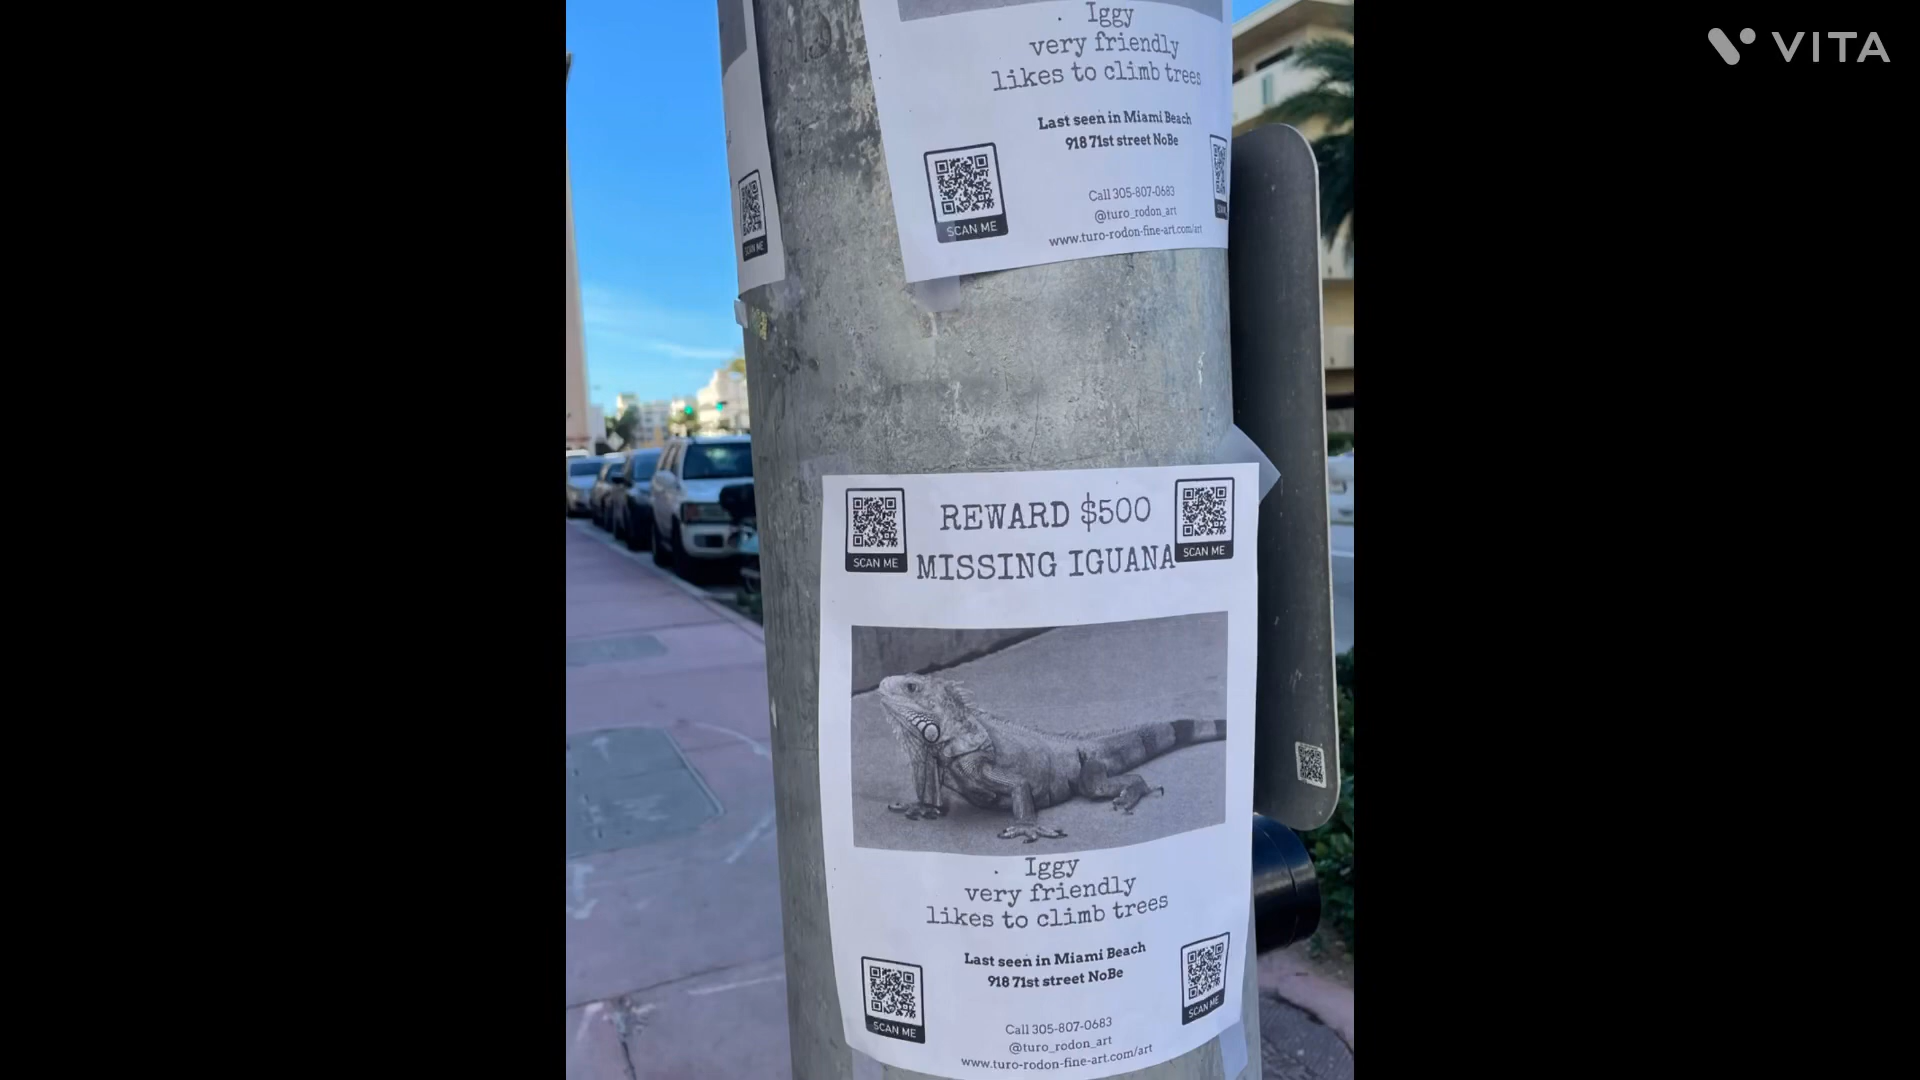 VITA
Iggy
very friendly
likes to climb trees
Last seen in Miami Beach
918 71st street NoBe
Call 305-807-0683
@turo_rodon_art
www.turo-rodon-fine-art.com/art
SCAN ME
SCAN ME
REWARD $500
MISSING IGUANA
SCAN ME
SCAN ME
Iggy
very friendly
likes to climb trees
Last seen in Miami Beach
918 71st street NoBe
Call 305-807-0683
@turo_rodon_art
www.turo-rodon-fine-art.com/art
SCAN ME
SCAN ME